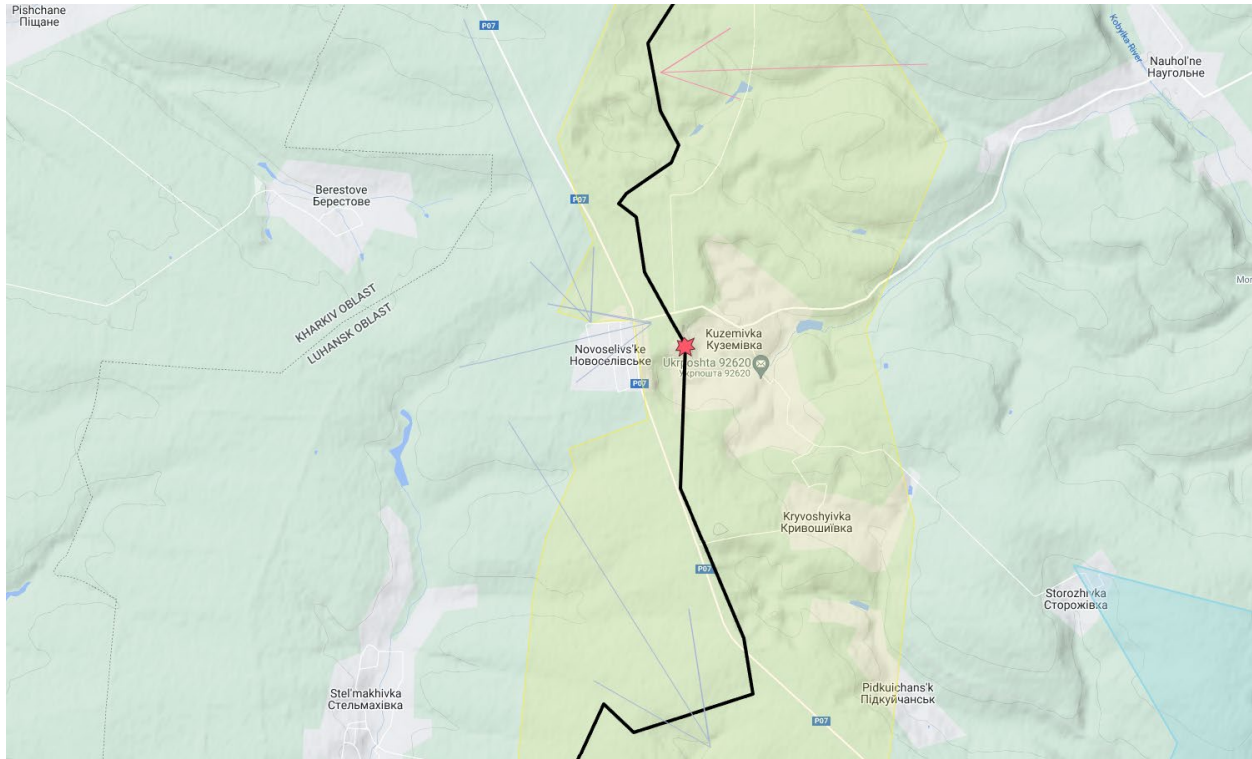 Pishchane
Піщане
P07
Kobylka River
Nauhol'ne
Наугольне
Berestove
Берестове
P07
KHARKIV OBLAST
LUHANSK OBLAST
Kuzemivka
Куземівка
Novoselivs'ke
Новоселівське
Ukrposhta 92620
Укрпошта 92620
P07
Kryvoshyivka
Кривошиївка
P07
Storozhivka
Сторожівка
Stel'makhivka
Стельмахівка
Pidkuichans'k
Підкуйчанськ
P07